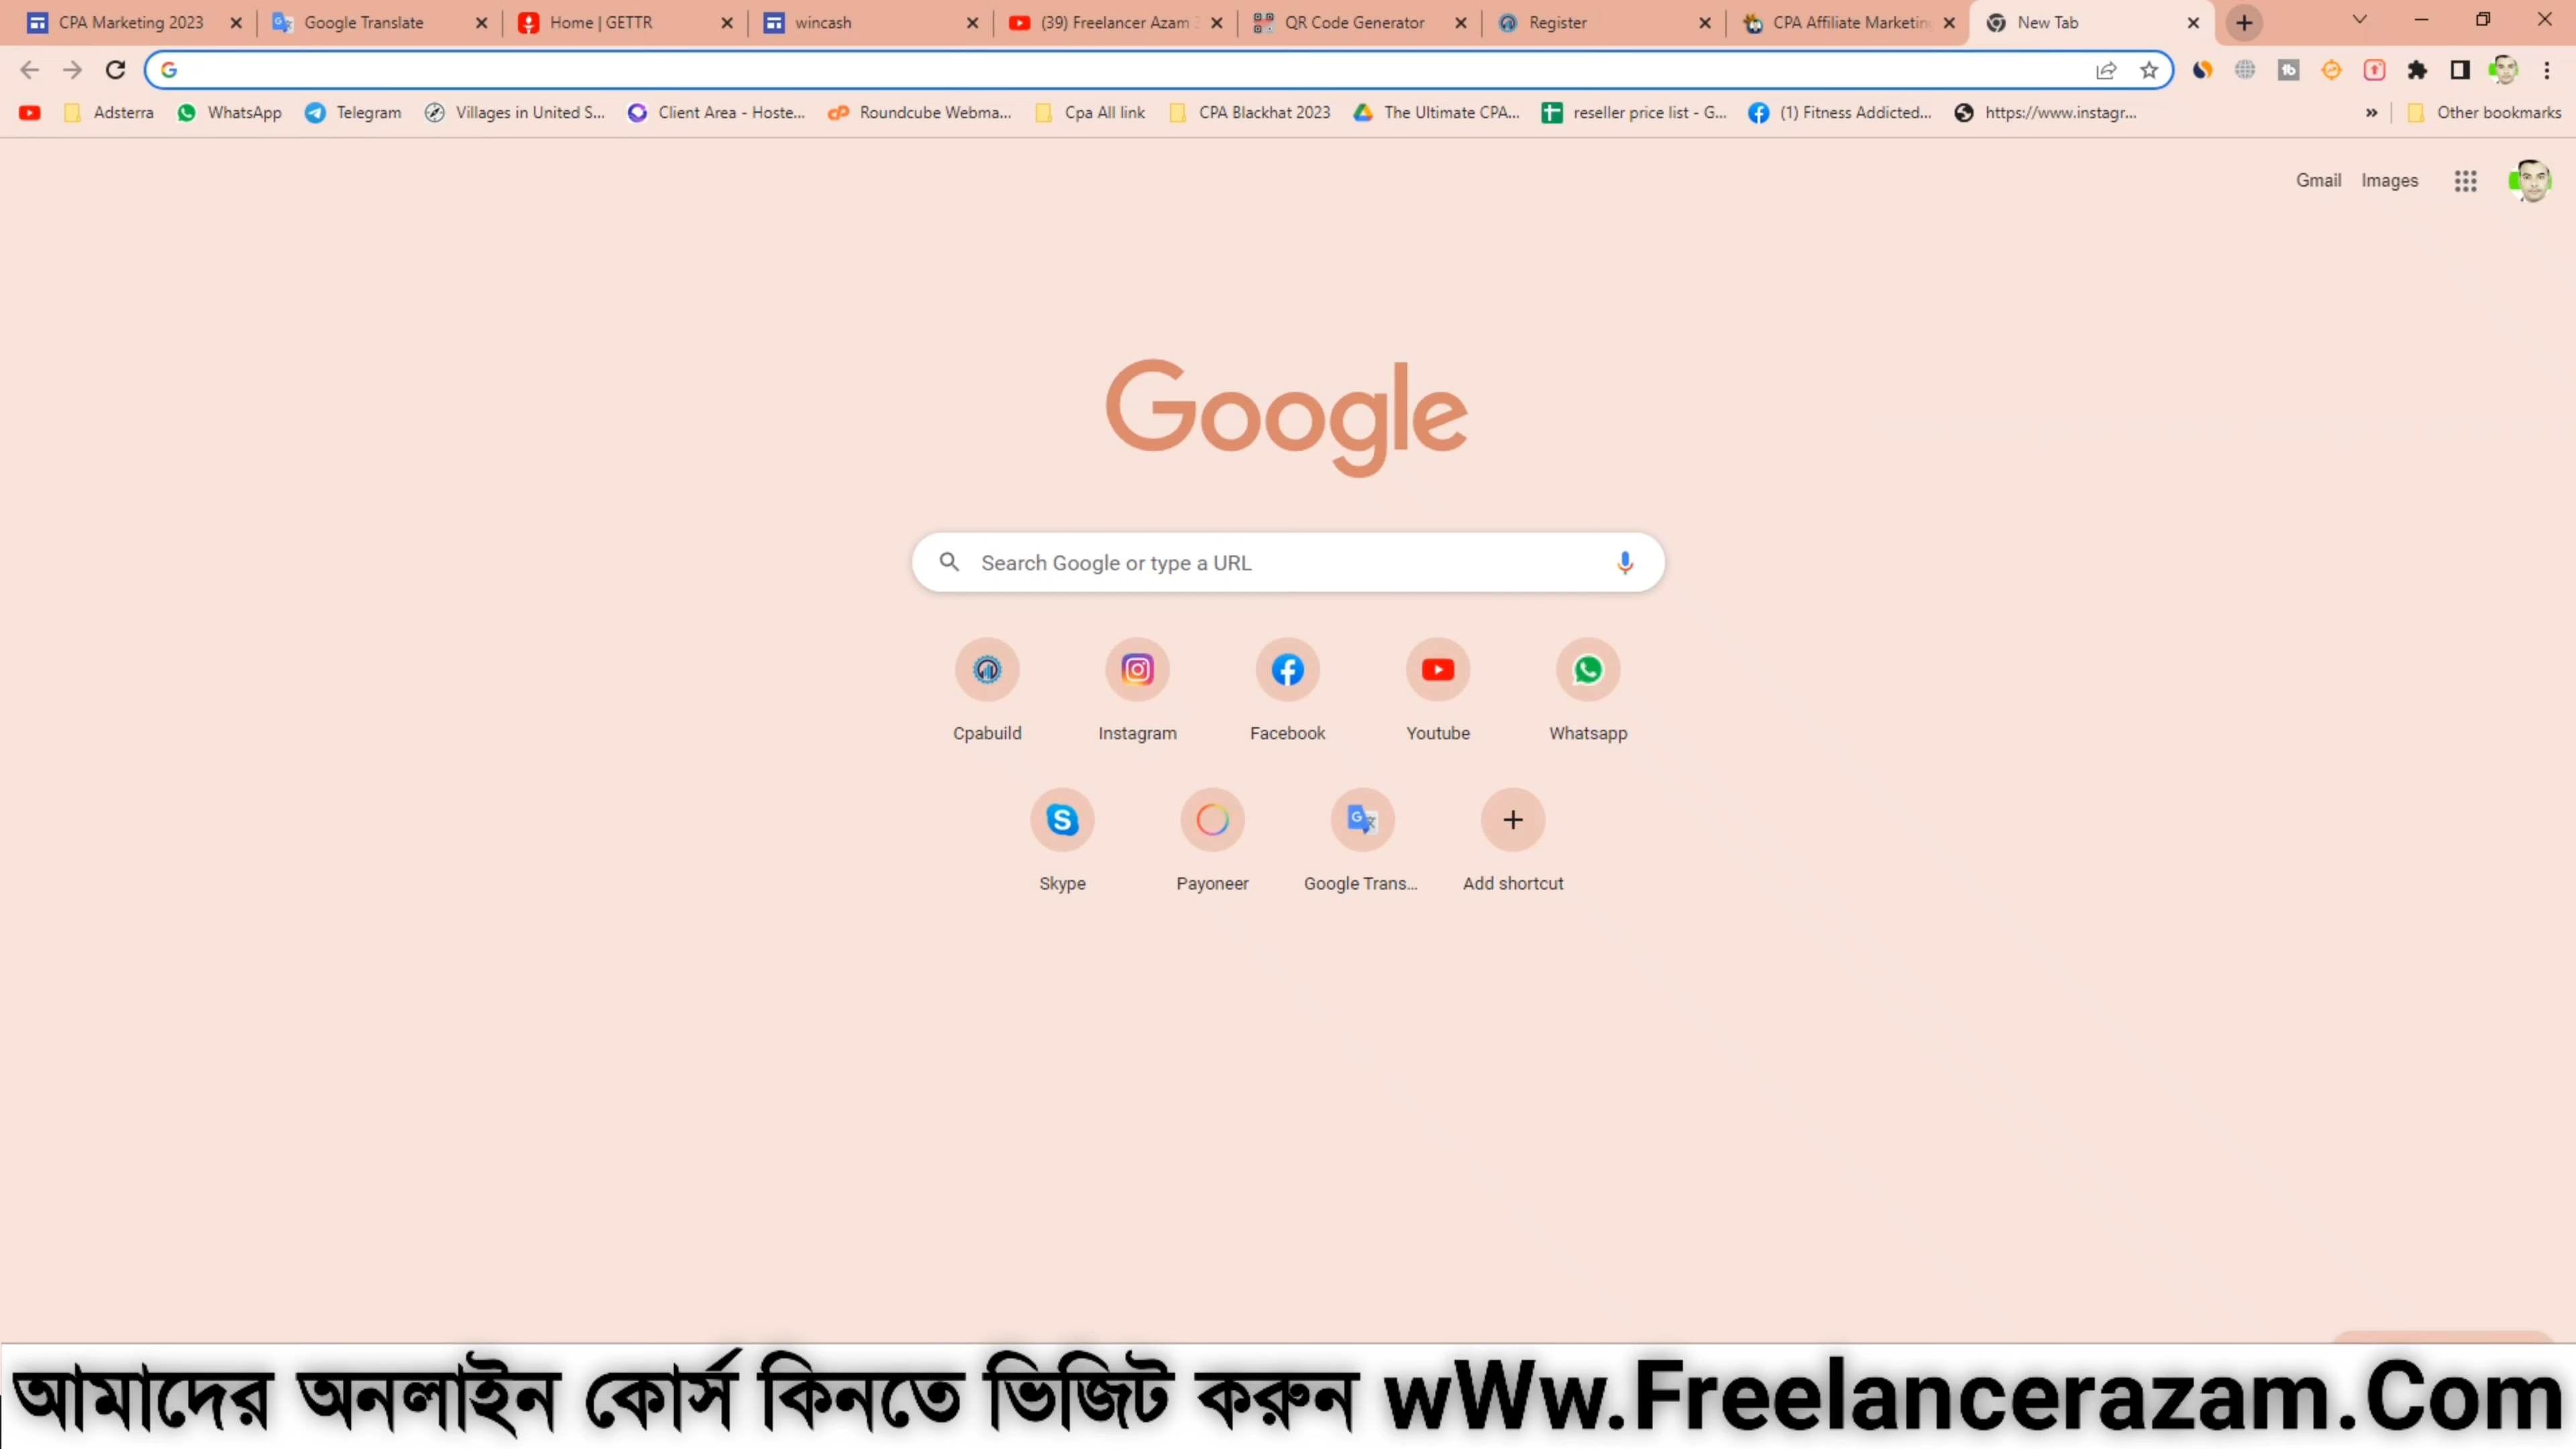 CPA Marketing 2023
Google Translate
Home | GETTR
wincash
(39) Freelancer Azam
QR Code Generator
Register
CPA Affiliate Marketin
New Tab
Adsterra
WhatsApp
Telegram
Villages in United S...
Client Area - Hoste...
Roundcube Webma...
Cpa All link
CPA Blackhat 2023
The Ultimate CPA...
reseller price list - G...
(1) Fitness Addicted...
https://www.instagr...
»
Other bookmarks
Gmail
Images
Google
Search Google or type a URL
Cpabuild
Instagram
Facebook
Youtube
Whatsapp
Skype
Payoneer
Google Trans...
Add shortcut
আমাদের অনলাইন কোর্স কিনতে ভিজিট করুন wWw.Freelancerazam.Com